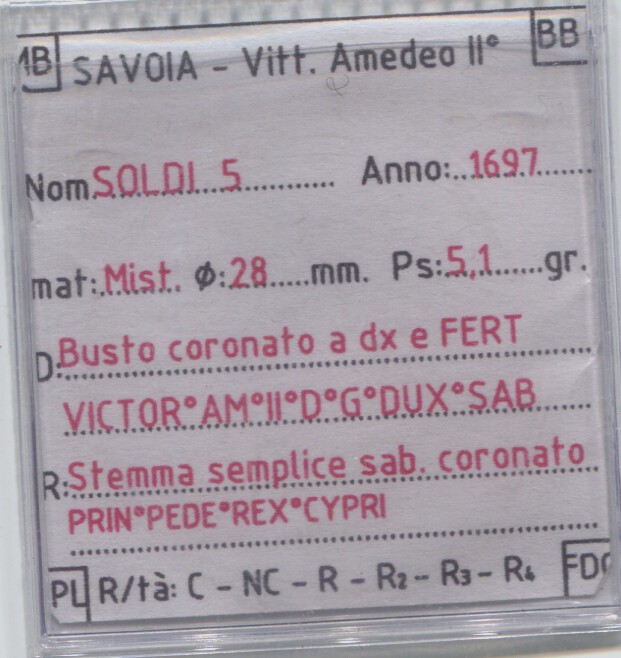 MB SAVOIA - Vitt. Amedeo II° BB
Nom SOLDI 5 Anno: 1697
mat: Mist. Ø: 28 mm. Ps: 5,1 gr.
D: Busto coronato a dx e FERT
VICTOR°AM°II°D°G°DUX°SAB
R: Stemma semplice sab. coronato
PRIN°PEDE°REX°CYPRI
PL R/tà: C - NC - R - R2 - R3 - R4 FDC